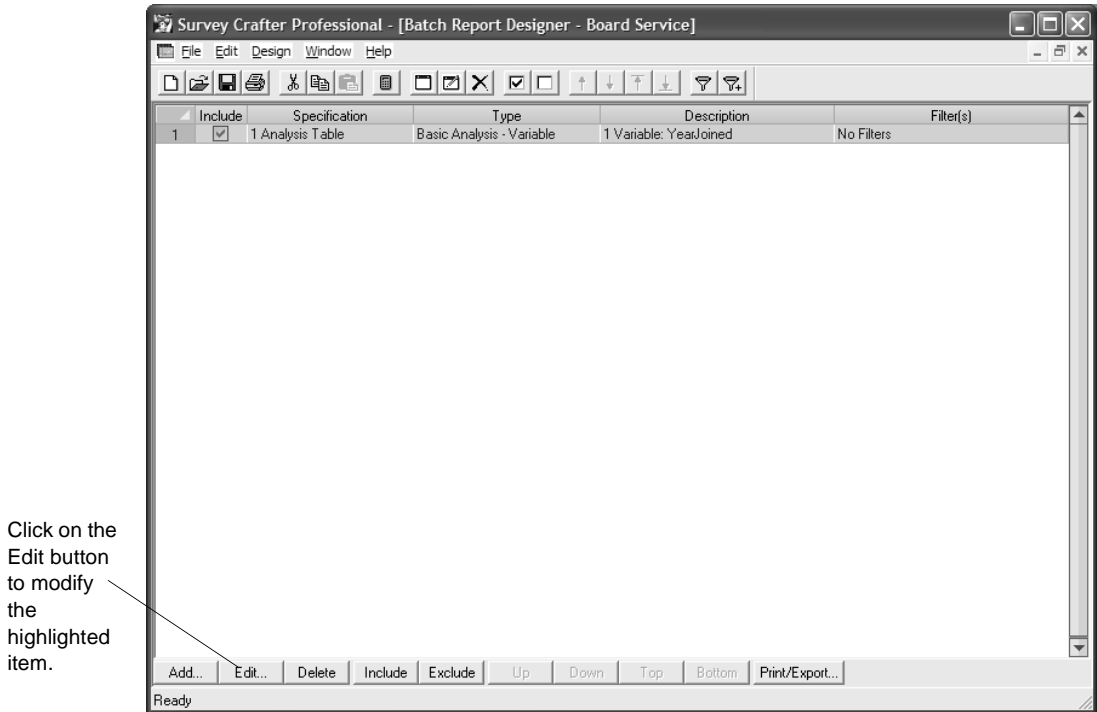 Survey Crafter Professional - [Batch Report Designer - Board Service]
File Edit Design Window Help
Include Specification Type Description Filter(s)
1 1 Analysis Table Basic Analysis - Variable 1 Variable: YearJoined No Filters
Click on the
Edit button
to modify
the
highlighted
item.
Add... Edit... Delete Include Exclude Up Down Top Bottom Print/Export...
Ready